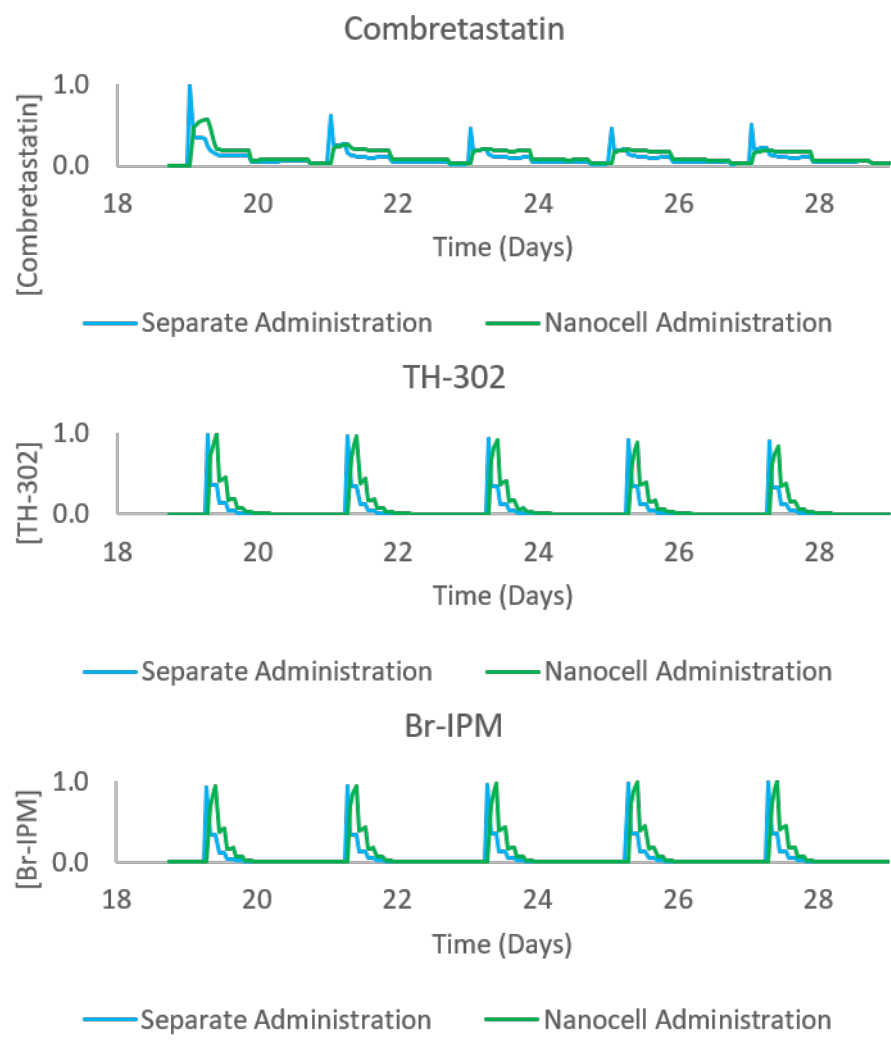 Combretastatin
[Combretastatin]
1.0
0.0
18 20 22 24 26 28
Time (Days)
Separate Administration Nanocell Administration
TH-302
[TH-302]
1.0
0.0
18 20 22 24 26 28
Time (Days)
Separate Administration Nanocell Administration
Br-IPM
[Br-IPM]
1.0
0.0
18 20 22 24 26 28
Time (Days)
Separate Administration Nanocell Administration